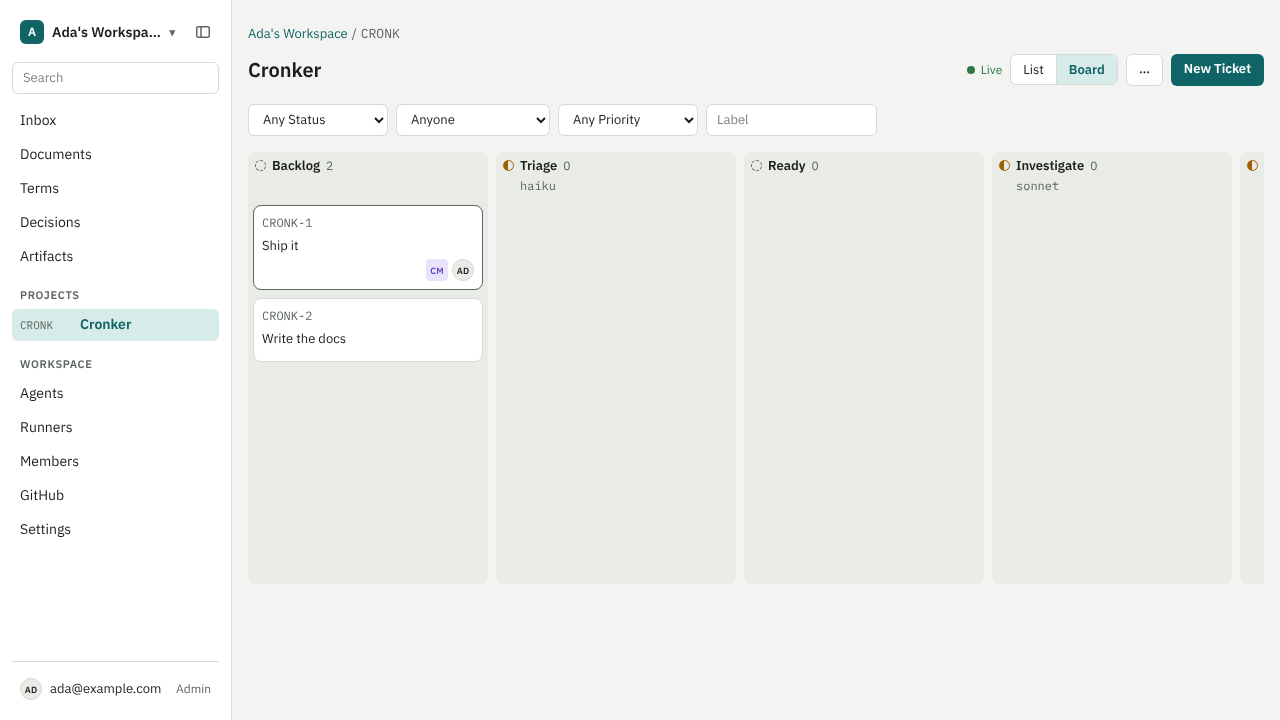 A Ada's Workspa... ▾
Search
Inbox
Documents
Terms
Decisions
Artifacts
PROJECTS
CRONK Cronker
WORKSPACE
Agents
Runners
Members
GitHub
Settings
AD ada@example.com Admin
Ada's Workspace / CRONK
Cronker
Live List Board ... New Ticket
Any Status Anyone Any Priority Label
Backlog 2
CRONK-1
Ship it
CM AD
CRONK-2
Write the docs
Triage 0
haiku
Ready 0
Investigate 0
sonnet